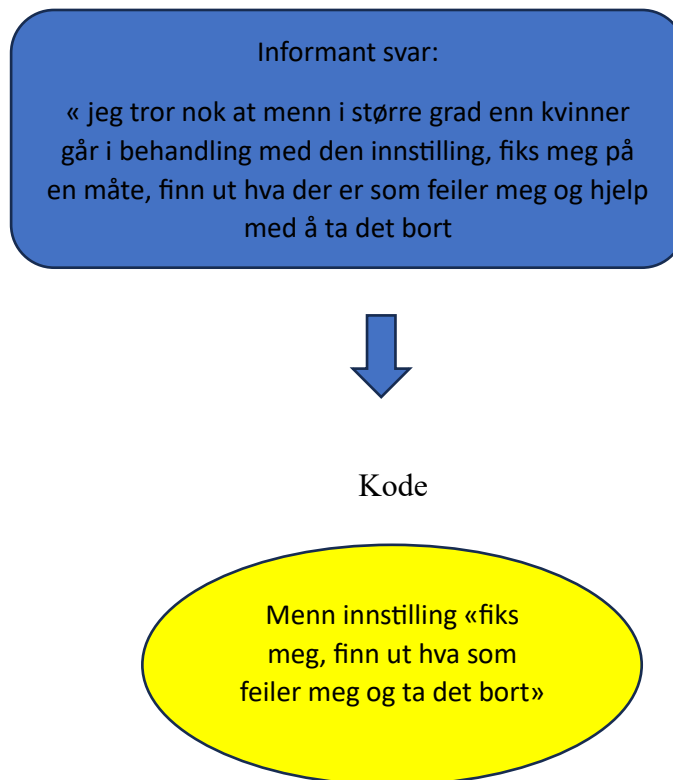 Informant svar:
« jeg tror nok at menn i større grad enn kvinner
går i behandling med den innstilling, fiks meg på
en måte, finn ut hva der er som feiler meg og hjelp
med å ta det bort
Kode
Menn innstilling «fiks
meg, finn ut hva som
feiler meg og ta det bort»